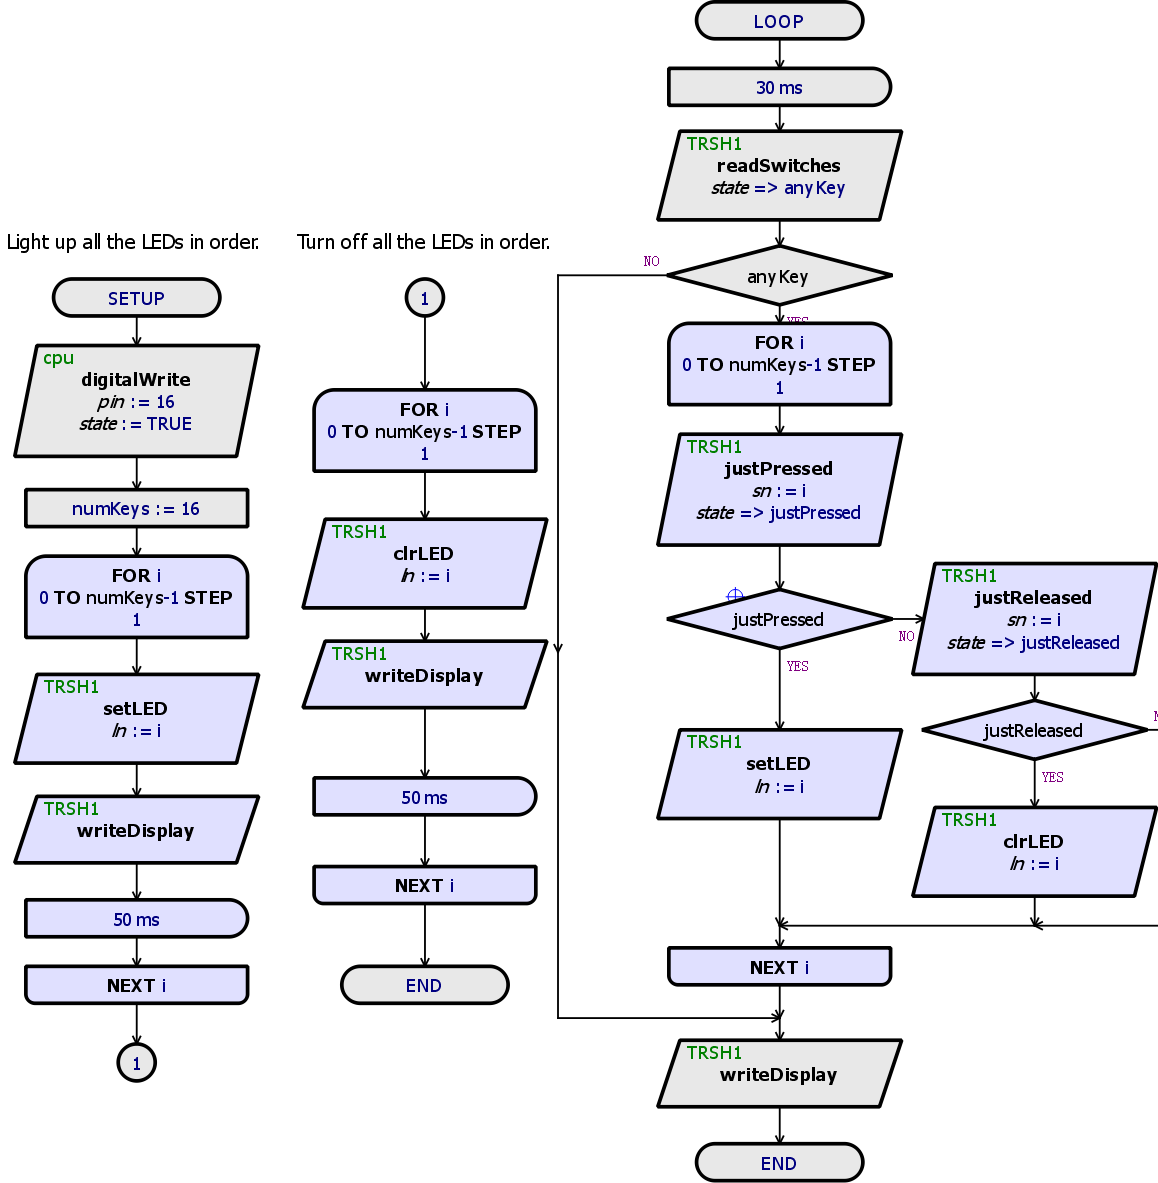 Light up all the LEDs in order.
SETUP
cpu
digitalWrite
pin := 16
state := TRUE
numKeys := 16
FOR i
0 TO numKeys-1 STEP
1
TRSH1
setLED
ln := i
TRSH1
writeDisplay
50 ms
NEXT i
1
Turn off all the LEDs in order.
1
FOR i
0 TO numKeys-1 STEP
1
TRSH1
clrLED
ln := i
TRSH1
writeDisplay
50 ms
NEXT i
END
LOOP
30 ms
TRSH1
readSwitches
state => anyKey
anyKey
NO
YES
FOR i
0 TO numKeys-1 STEP
1
TRSH1
justPressed
sn := i
state => justPressed
justPressed
NO
YES
TRSH1
setLED
ln := i
TRSH1
justReleased
sn := i
state => justReleased
justReleased
YES
TRSH1
clrLED
ln := i
NEXT i
TRSH1
writeDisplay
END